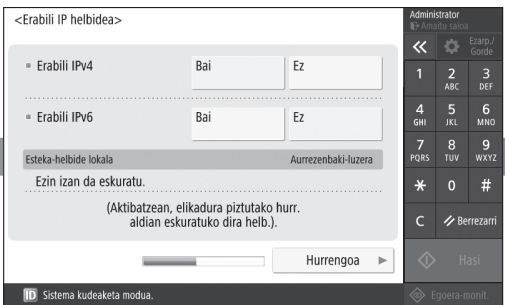 <Erabili IP helbidea>
Erabili IPv4
Bai
Ez
Erabili IPv6
Bai
Ez
Esteka-helbide lokala
Aurrezenbaki-luzera
Ezin izan da eskuratu.
(Aktibatzean, elikadura piztutako hurr.
aldian eskuratuko dira helb.).
Hurrengoa
ID Sistema kudeaketa modua.
Administrator
Amaitu saioa
Ezarp./
Gorde
1
2
ABC
3
DEF
4
GHI
5
JKL
6
MNO
7
PQRS
8
TUV
9
WXYZ
*
0
#
C
Berrezarri
Hasi
Egoera-monit.